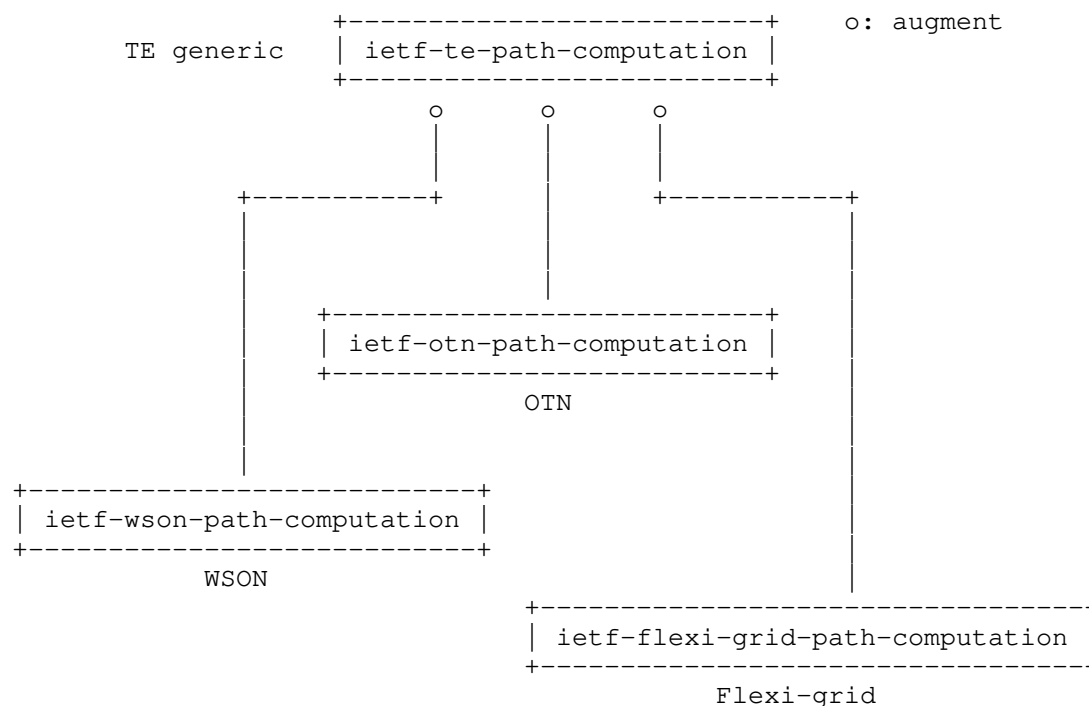 o: augment
TE generic
ietf-te-path-computation
o o o
ietf-otn-path-computation
OTN
ietf-wson-path-computation
WSON
ietf-flexi-grid-path-computation
Flexi-grid